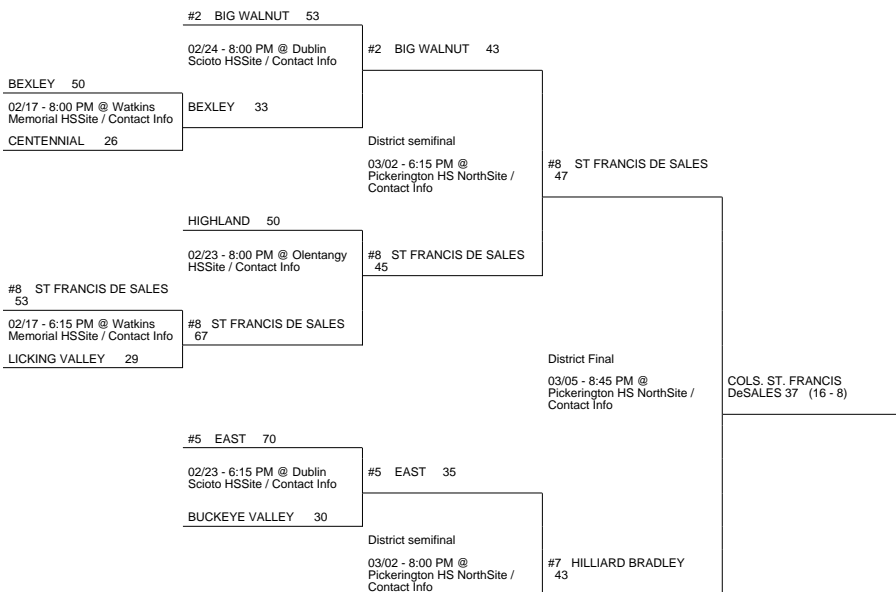 #2 BIG WALNUT 53
02/24 - 8:00 PM @ Dublin
Scioto HSSite / Contact Info
#2 BIG WALNUT 43
BEXLEY 50
02/17 - 8:00 PM @ Watkins
Memorial HSSite / Contact Info
BEXLEY 33
CENTENNIAL 26
District semifinal
03/02 - 6:15 PM @
Pickerington HS NorthSite /
Contact Info
#8 ST FRANCIS DE SALES
47
HIGHLAND 50
02/23 - 8:00 PM @ Olentangy
HSSite / Contact Info
#8 ST FRANCIS DE SALES
45
#8 ST FRANCIS DE SALES
53
02/17 - 6:15 PM @ Watkins
Memorial HSSite / Contact Info
#8 ST FRANCIS DE SALES
67
LICKING VALLEY 29
District Final
03/05 - 8:45 PM @
Pickerington HS NorthSite /
Contact Info
COLS. ST. FRANCIS
DeSALES 37 (16 - 8)
#5 EAST 70
02/23 - 6:15 PM @ Dublin
Scioto HSSite / Contact Info
#5 EAST 35
BUCKEYE VALLEY 30
District semifinal
03/02 - 8:00 PM @
Pickerington HS NorthSite /
Contact Info
#7 HILLIARD BRADLEY
43